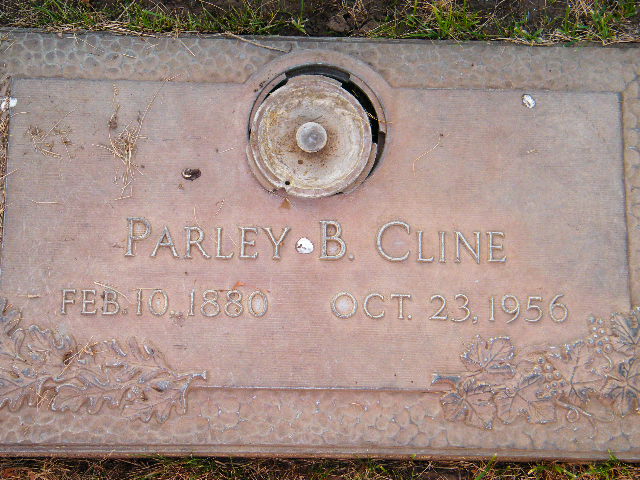 PARLEY B. CLINE
FEB. 10, 1880 OCT. 23, 1956